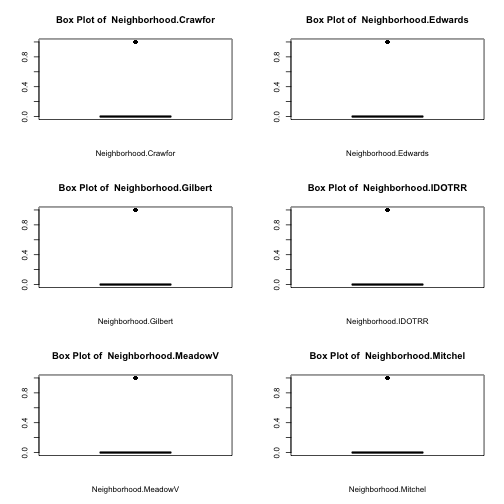 Box Plot of  Neighborhood.Crawfor
0.8
0.4
0.0
Neighborhood.Crawfor
Box Plot of  Neighborhood.Edwards
0.8
0.4
0.0
Neighborhood.Edwards
Box Plot of  Neighborhood.Gilbert
0.8
0.4
0.0
Neighborhood.Gilbert
Box Plot of  Neighborhood.IDOTRR
0.8
0.4
0.0
Neighborhood.IDOTRR
Box Plot of  Neighborhood.MeadowV
0.8
0.4
0.0
Neighborhood.MeadowV
Box Plot of  Neighborhood.Mitchel
0.8
0.4
0.0
Neighborhood.Mitchel